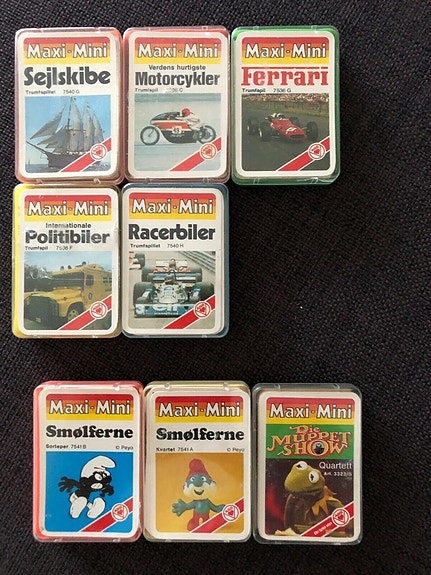 Maxi-Mini
Sejlskibe
Trumfspillet 7540 G
Maxi-Mini
Verdens hurtigste
Motorcykler
Trumfspil
Maxi-Mini
Ferrari
Trumfspil 7536 G
Maxi-Mini
Internationale
Politibiler
Trumfspil 7536 F
Maxi-Mini
Racerbiler
Trumfspillet 7540 H
Maxi-Mini
Smølferne
Sorteper 7541 B © Peyo
Maxi-Mini
Smølferne
Kvartet 7541 A © Peyo
Maxi-Mini
Die
MUPPET
SHOW
Quartett